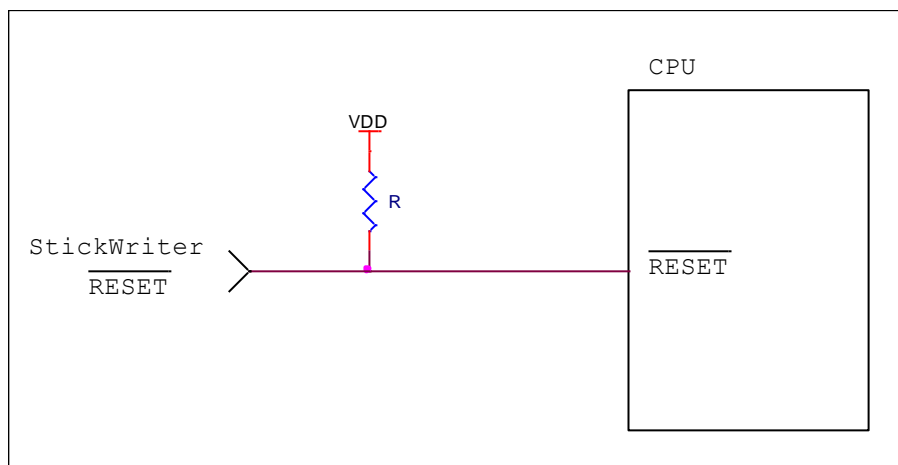 CPU
VDD
R
StickWriter
RESET
RESET